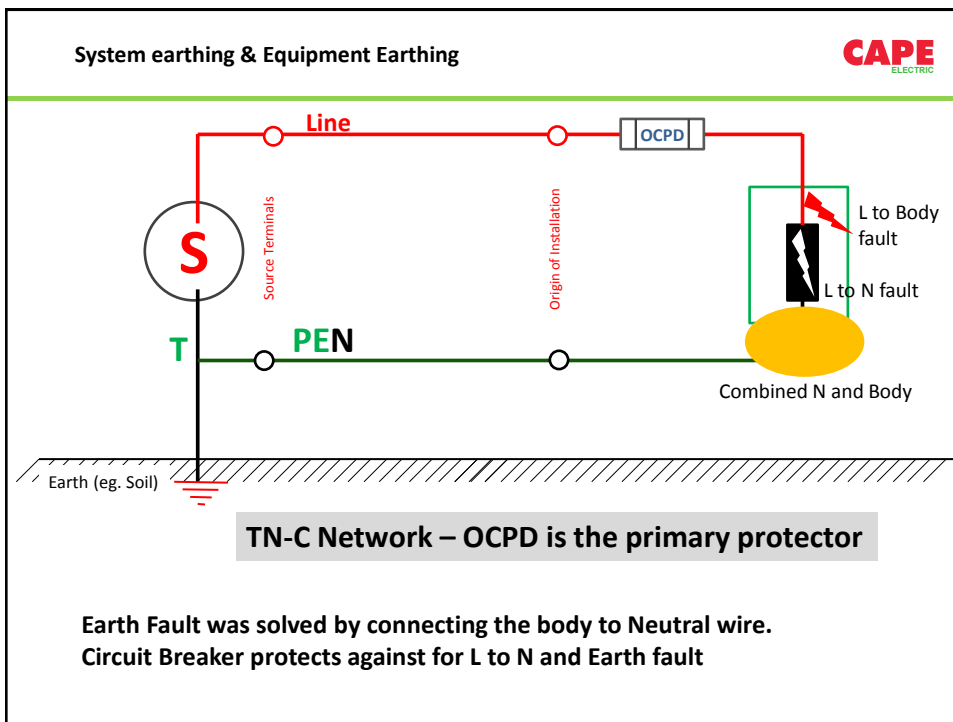 System earthing & Equipment Earthing
CAPE
ELECTRIC
Line
OCPD
S
Source Terminals
Origin of Installation
L to Body
fault
L to N fault
T
PEN
Combined N and Body
Earth (eg. Soil)
TN-C Network – OCPD is the primary protector
Earth Fault was solved by connecting the body to Neutral wire.
Circuit Breaker protects against for L to N and Earth fault